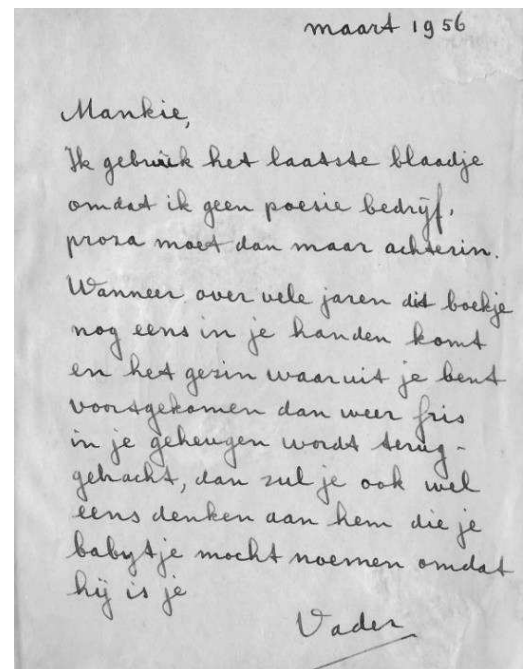 maart 1956
Mankie,
Ik gebruik het laatste blaadje
omdat ik geen poesie bedrijf,
proza moet dan maar achterin.
Wanneer over vele jaren dit boekje
nog eens in je handen komt
en het gezin waaruit je bent
voortgekomen dan weer fris
in je geheugen wordt terug-
gebracht, dan zul je ook wel
eens denken aan hem die je
babytje mocht noemen omdat
hij is je
Vader